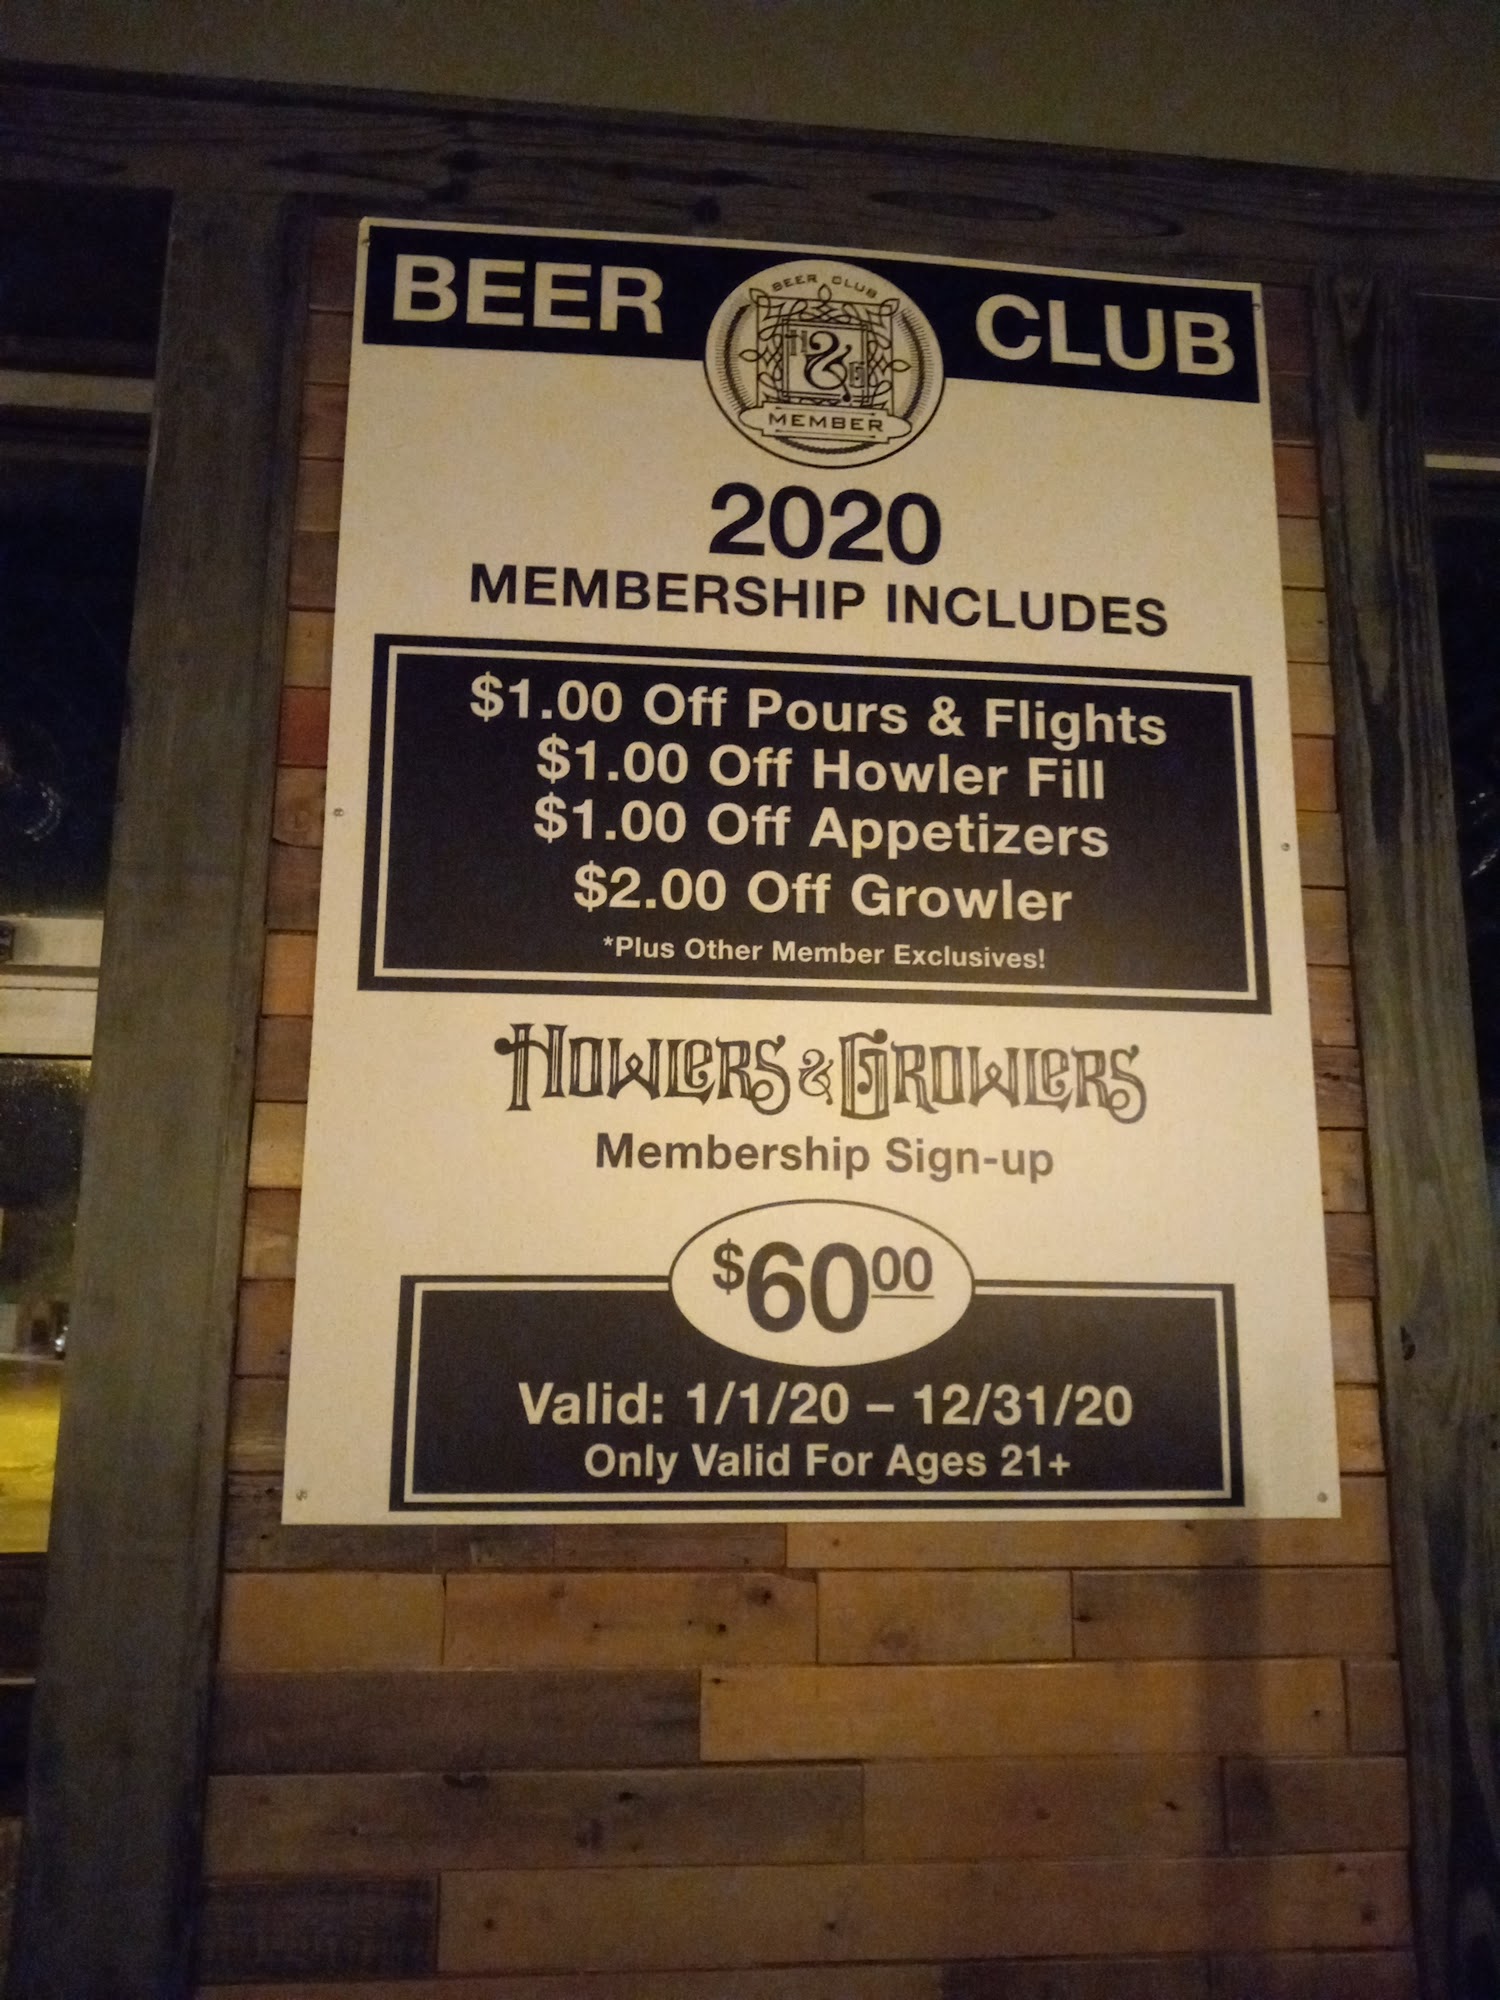 BEER CLUB
BEER CLUB
H & G
MEMBER
2020
MEMBERSHIP INCLUDES
$1.00 Off Pours & Flights
$1.00 Off Howler Fill
$1.00 Off Appetizers
$2.00 Off Growler
*Plus Other Member Exclusives!
HOWLERS & GROWLERS
Membership Sign-up
$6000
Valid: 1/1/20 – 12/31/20
Only Valid For Ages 21+